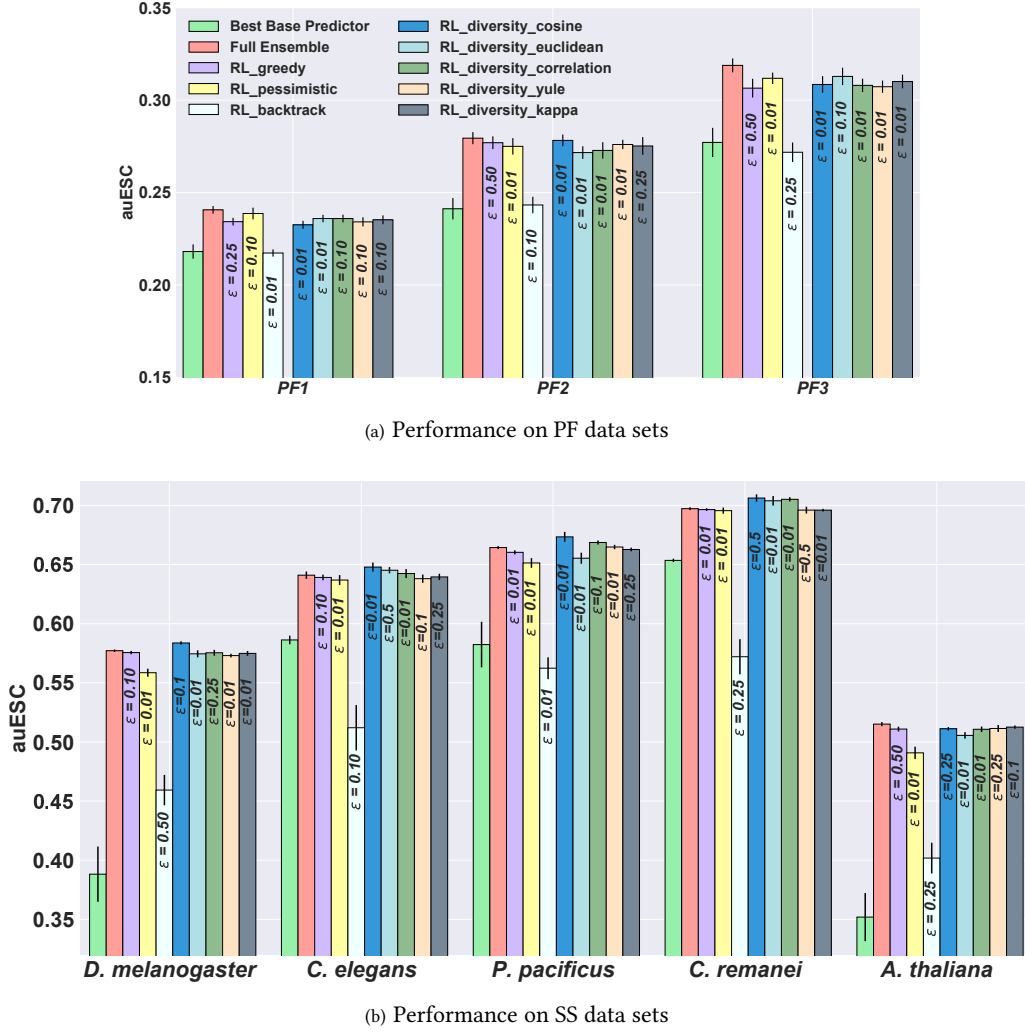 0.35
0.30
0.25
0.20
0.15
auESC
Best Base Predictor
Full Ensemble
RL_greedy
RL_pessimistic
RL_backtrack
RL_diversity_cosine
RL_diversity_euclidean
RL_diversity_correlation
RL_diversity_yule
RL_diversity_kappa
ε = 0.25
ε = 0.10
ε = 0.01
ε = 0.01
ε = 0.01
ε = 0.10
ε = 0.10
ε = 0.10
ε = 0.50
ε = 0.01
ε = 0.10
ε = 0.01
ε = 0.01
ε = 0.01
ε = 0.01
ε = 0.25
ε = 0.50
ε = 0.01
ε = 0.25
ε = 0.01
ε = 0.10
ε = 0.01
ε = 0.01
ε = 0.01
PF1 PF2 PF3
(a) Performance on PF data sets
0.70
0.65
0.60
0.55
0.50
0.45
0.40
0.35
auESC
ε = 0.10
ε = 0.01
ε = 0.50
ε=0.1
ε=0.01
ε=0.25
ε=0.01
ε=0.01
ε = 0.10
ε = 0.01
ε = 0.10
ε=0.01
ε=0.5
ε=0.01
ε=0.1
ε=0.25
ε = 0.01
ε = 0.01
ε = 0.01
ε=0.01
ε=0.01
ε=0.1
ε=0.01
ε=0.25
ε = 0.01
ε = 0.01
ε = 0.25
ε=0.5
ε=0.01
ε=0.01
ε=0.5
ε=0.01
ε = 0.50
ε = 0.01
ε = 0.25
ε=0.25
ε=0.01
ε=0.01
ε=0.25
ε=0.1
D. melanogaster C. elegans P. pacificus C. remanei A. thaliana
(b) Performance on SS data sets